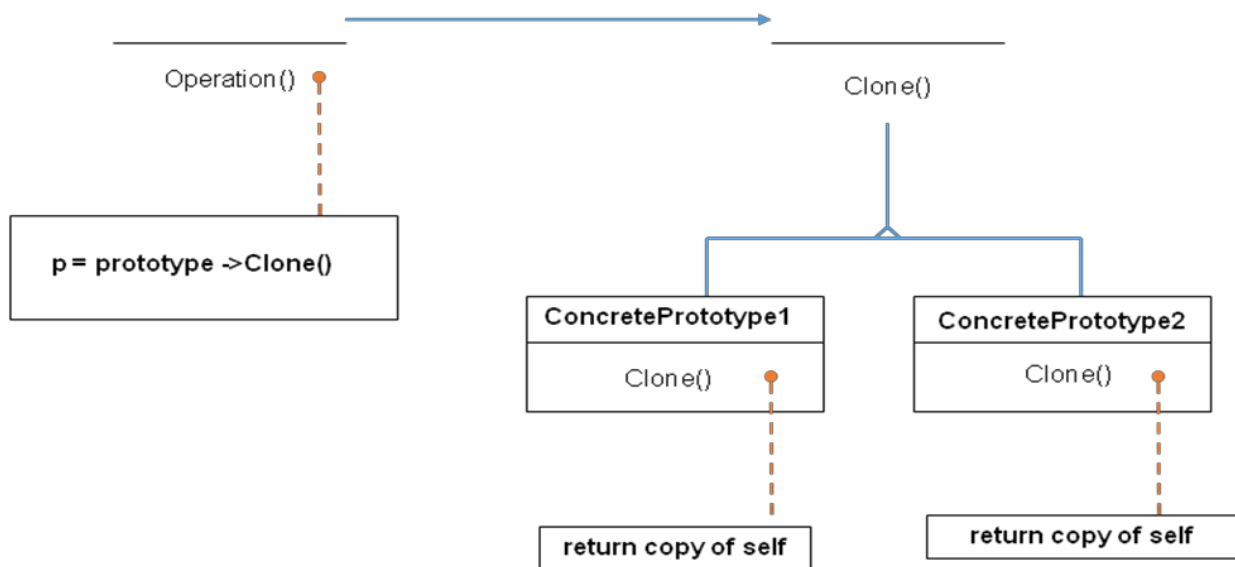 Operation()
Clone()
p = prototype ->Clone()
ConcretePrototype1
ConcretePrototype2
Clone()
Clone()
return copy of self
return copy of self